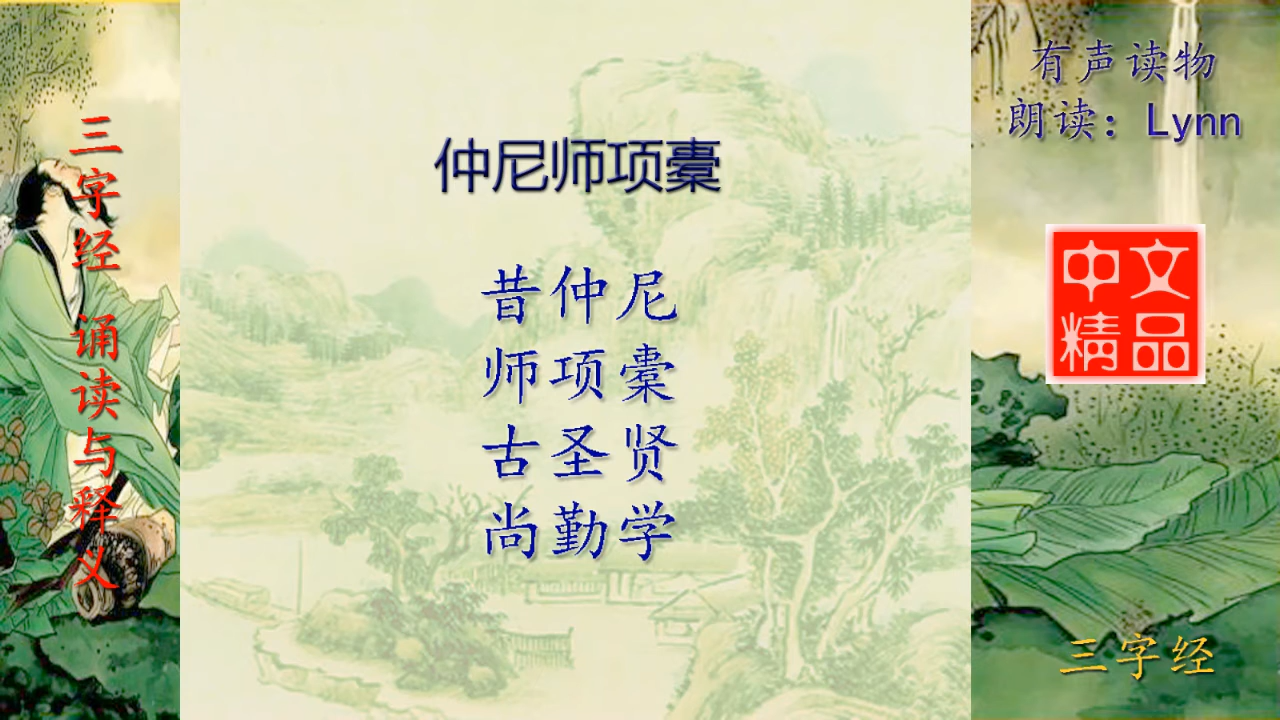 三字经 诵读与释义
仲尼师项橐
昔仲尼
师项橐
古圣贤
尚勤学
有声读物
朗读：Lynn
中文
精品
三字经